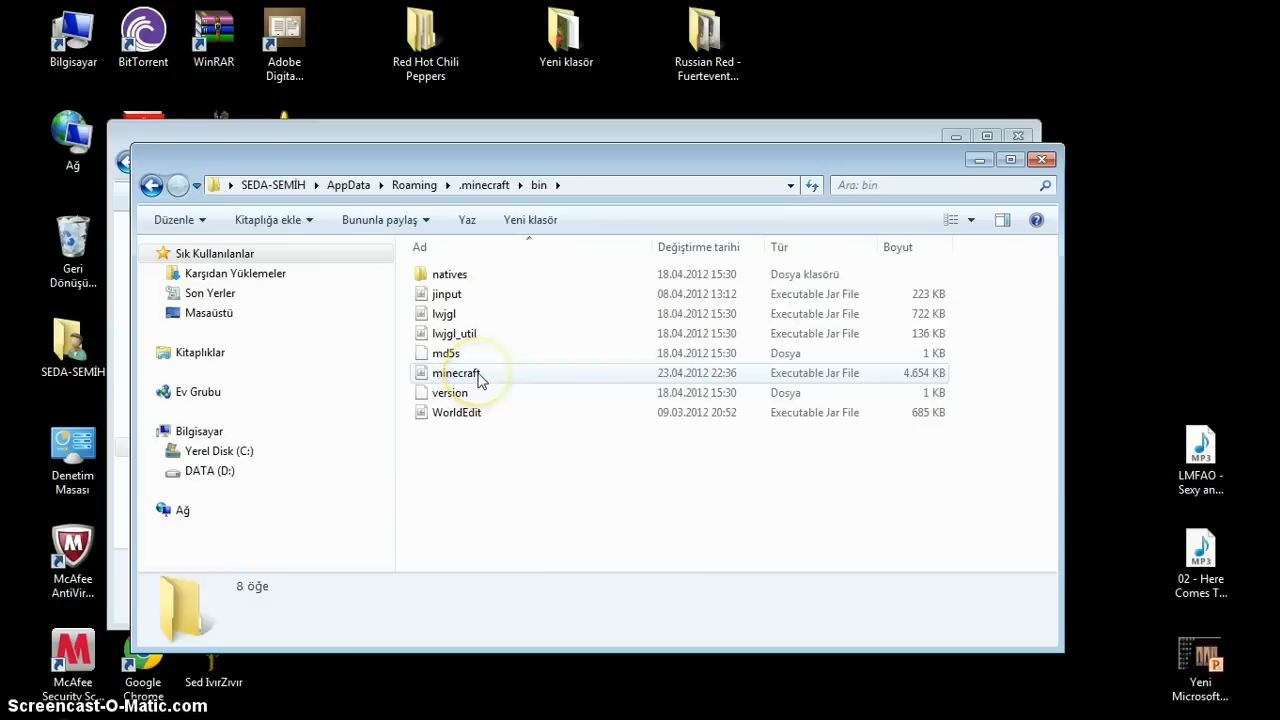 Bilgisayar
BitTorrent
WinRAR
Adobe
Digita...
Red Hot Chili
Peppers
Yeni klasör
Russian Red -
Fuertevent...
Ağ
SEDA-SEMİH
AppData
Roaming
.minecraft
bin
Ara: bin
Düzenle
Kitaplığa ekle
Bununla paylaş
Yaz
Yeni klasör
Sık Kullanılanlar
Karşıdan Yüklemeler
Son Yerler
Masaüstü
Kitaplıklar
Ev Grubu
Bilgisayar
Yerel Disk (C:)
DATA (D:)
Ağ
Ad Değiştirme tarihi Tür Boyut
natives 18.04.2012 15:30 Dosya klasörü
jinput 08.04.2012 13:12 Executable Jar File 223 KB
lwjgl 18.04.2012 15:30 Executable Jar File 722 KB
lwjgl_util 18.04.2012 15:30 Executable Jar File 136 KB
md5s 18.04.2012 15:30 Dosya 1 KB
minecraft 23.04.2012 22:36 Executable Jar File 4.654 KB
version 18.04.2012 15:30 Dosya 1 KB
WorldEdit 09.03.2012 20:52 Executable Jar File 685 KB
8 öğe
Geri
Dönüşü...
SEDA-SEMİH
Denetim
Masası
McAfee
AntiVir...
McAfee
Security Sc...
Google
Chrome
Sed IvırZıvır
MP3
LMFAO -
Sexy an...
MP3
02 - Here
Comes T...
Yeni
Microsoft...
Screencast-O-Matic.com